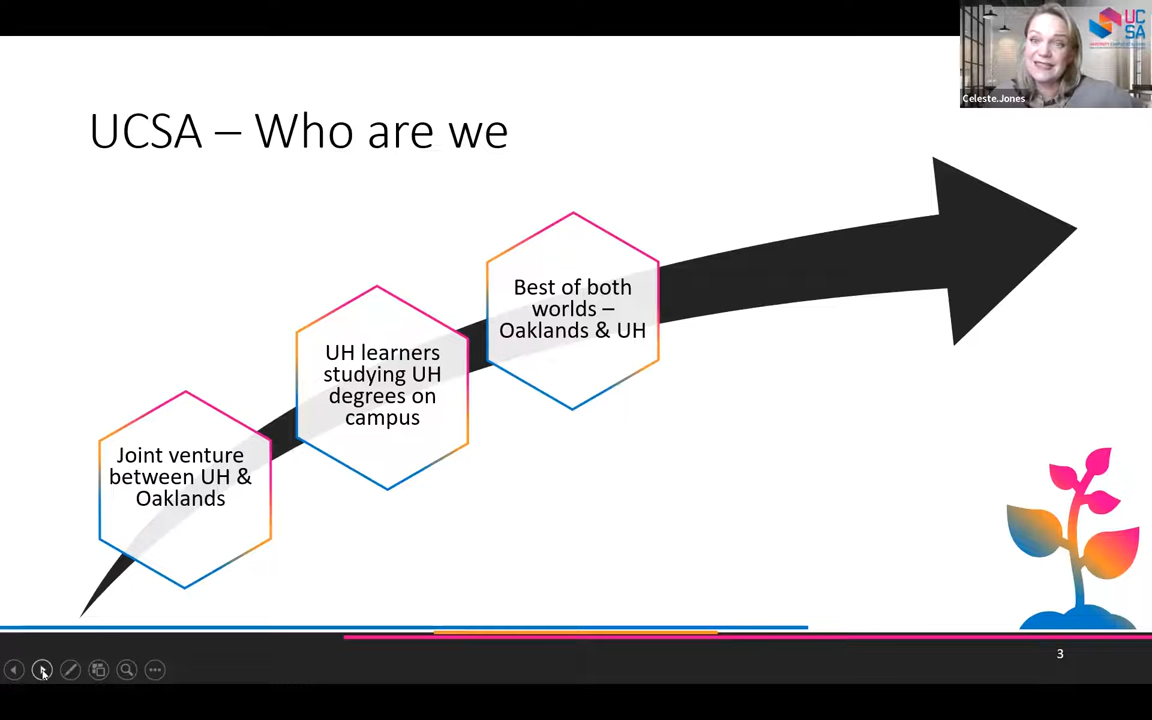 UC
SA
Celeste.Jones
UCSA – Who are we
Best of both
worlds –
Oaklands & UH
UH learners
studying UH
degrees on
campus
Joint venture
between UH &
Oaklands
3